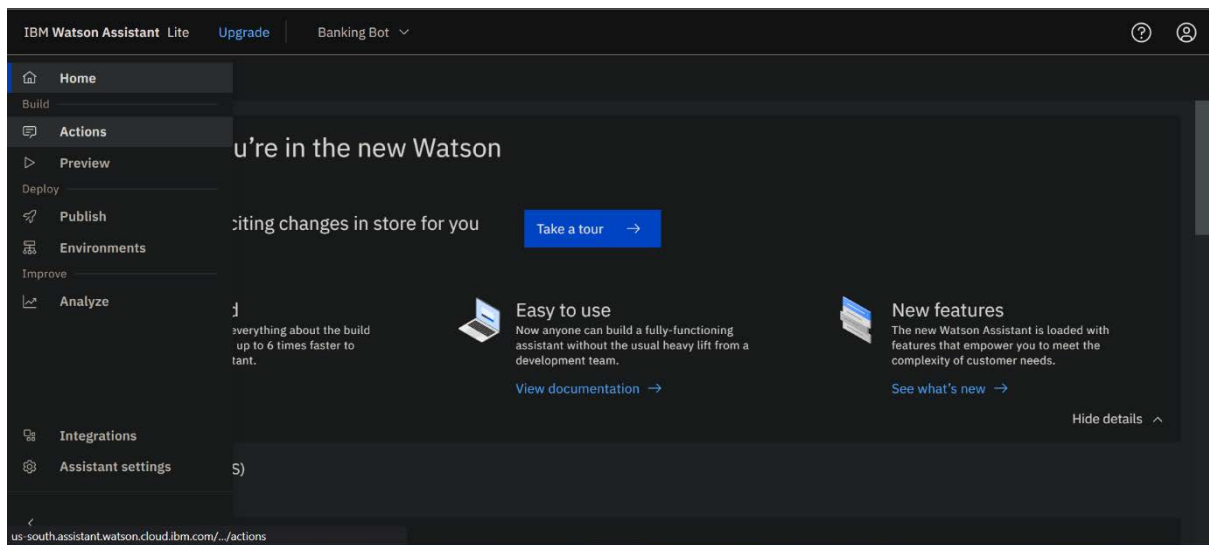 IBM Watson Assistant Lite Upgrade Banking Bot
Home
Build
Actions
Preview
Deploy
Publish
Environments
Improve
Analyze
Integrations
Assistant settings
u're in the new Watson
citing changes in store for you
Take a tour
d
everything about the build
up to 6 times faster to
tant.
Easy to use
Now anyone can build a fully-functioning
assistant without the usual heavy lift from a
development team.
View documentation
New features
The new Watson Assistant is loaded with
features that empower you to meet the
complexity of customer needs.
See what's new
Hide details
S)
us-south.assistant.watson.cloud.ibm.com/.../actions